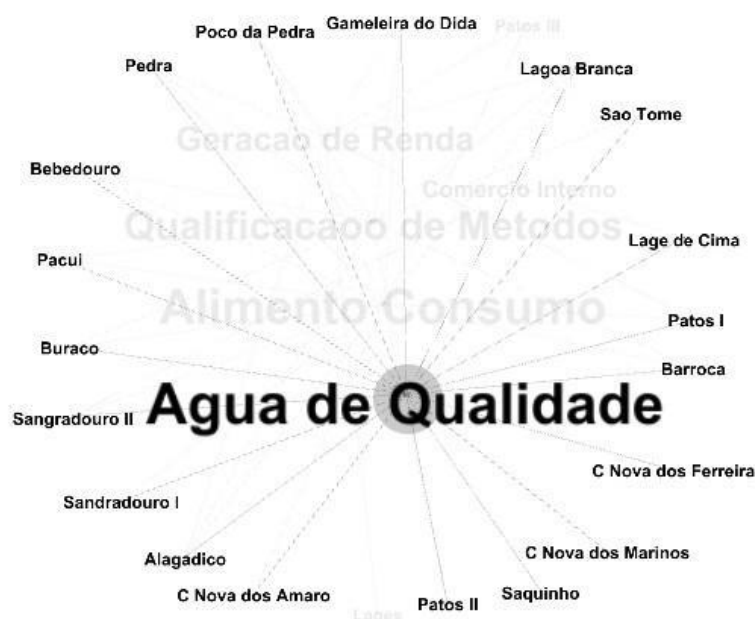 Gameleira do Dida
Patos III
Poco da Pedra
Pedra
Lagoa Branca
Sao Tome
Geracao de Renda
Bebedouro
Comercio Interno
Qualificacaoo de Metodos
Lage de Cima
Pacui
Alimento Consumo
Patos I
Buraco
Barroca
Agua de Qualidade
Sangradouro II
C Nova dos Ferreira
Sandradouro I
Alagadico
C Nova dos Marinos
C Nova dos Amaro
Saquinho
Patos II
Lages